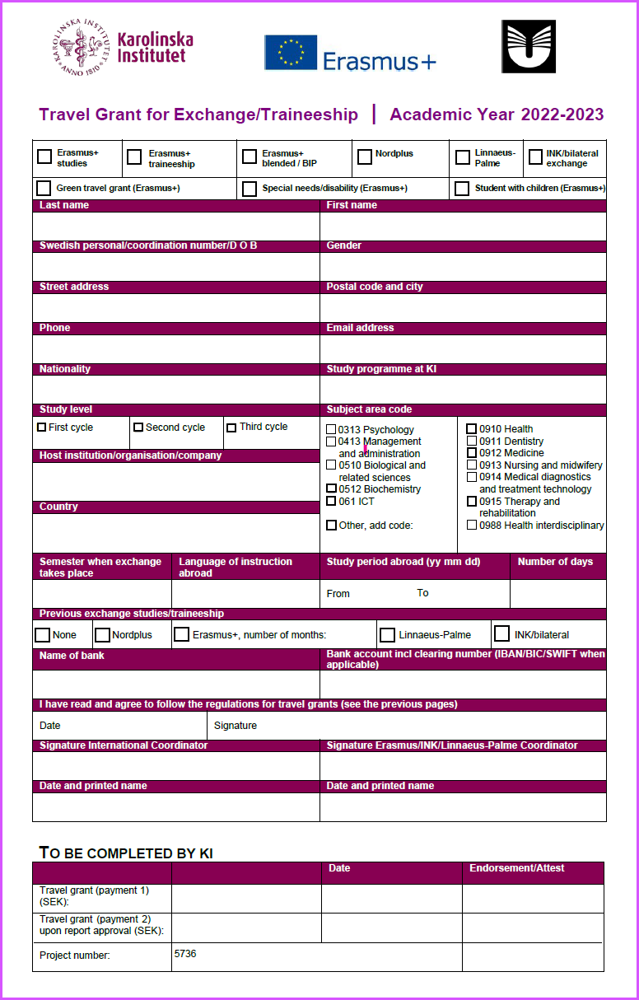 KAROLINSKA INSTITUTET
ANNO 1810
Karolinska
Institutet
Erasmus+
Travel Grant for Exchange/Traineeship | Academic Year 2022-2023
Erasmus+
studies
Erasmus+
traineeship
Erasmus+
blended / BIP
Nordplus
Linnaeus-
Palme
INK/bilateral
exchange
Green travel grant (Erasmus+)
Special needs/disability (Erasmus+)
Student with children (Erasmus+)
Last name
First name
Swedish personal/coordination number/D O B
Gender
Street address
Postal code and city
Phone
Email address
Nationality
Study programme at KI
Study level
Subject area code
First cycle
Second cycle
Third cycle
Host institution/organisation/company
Country
0313 Psychology
0413 Management
and administration
0510 Biological and
related sciences
0512 Biochemistry
061 ICT
Other, add code:
0910 Health
0911 Dentistry
0912 Medicine
0913 Nursing and midwifery
0914 Medical diagnostics
and treatment technology
0915 Therapy and
rehabilitation
0988 Health interdisciplinary
Semester when exchange
takes place
Language of instruction
abroad
Study period abroad (yy mm dd)
Number of days
From
To
Previous exchange studies/traineeship
None
Nordplus
Erasmus+, number of months:
Linnaeus-Palme
INK/bilateral
Name of bank
Bank account incl clearing number (IBAN/BIC/SWIFT when
applicable)
I have read and agree to follow the regulations for travel grants (see the previous pages)
Date
Signature
Signature International Coordinator
Signature Erasmus/INK/Linnaeus-Palme Coordinator
Date and printed name
Date and printed name
TO BE COMPLETED BY KI
Date
Endorsement/Attest
Travel grant (payment 1)
(SEK):
Travel grant (payment 2)
upon report approval (SEK):
Project number:
5736